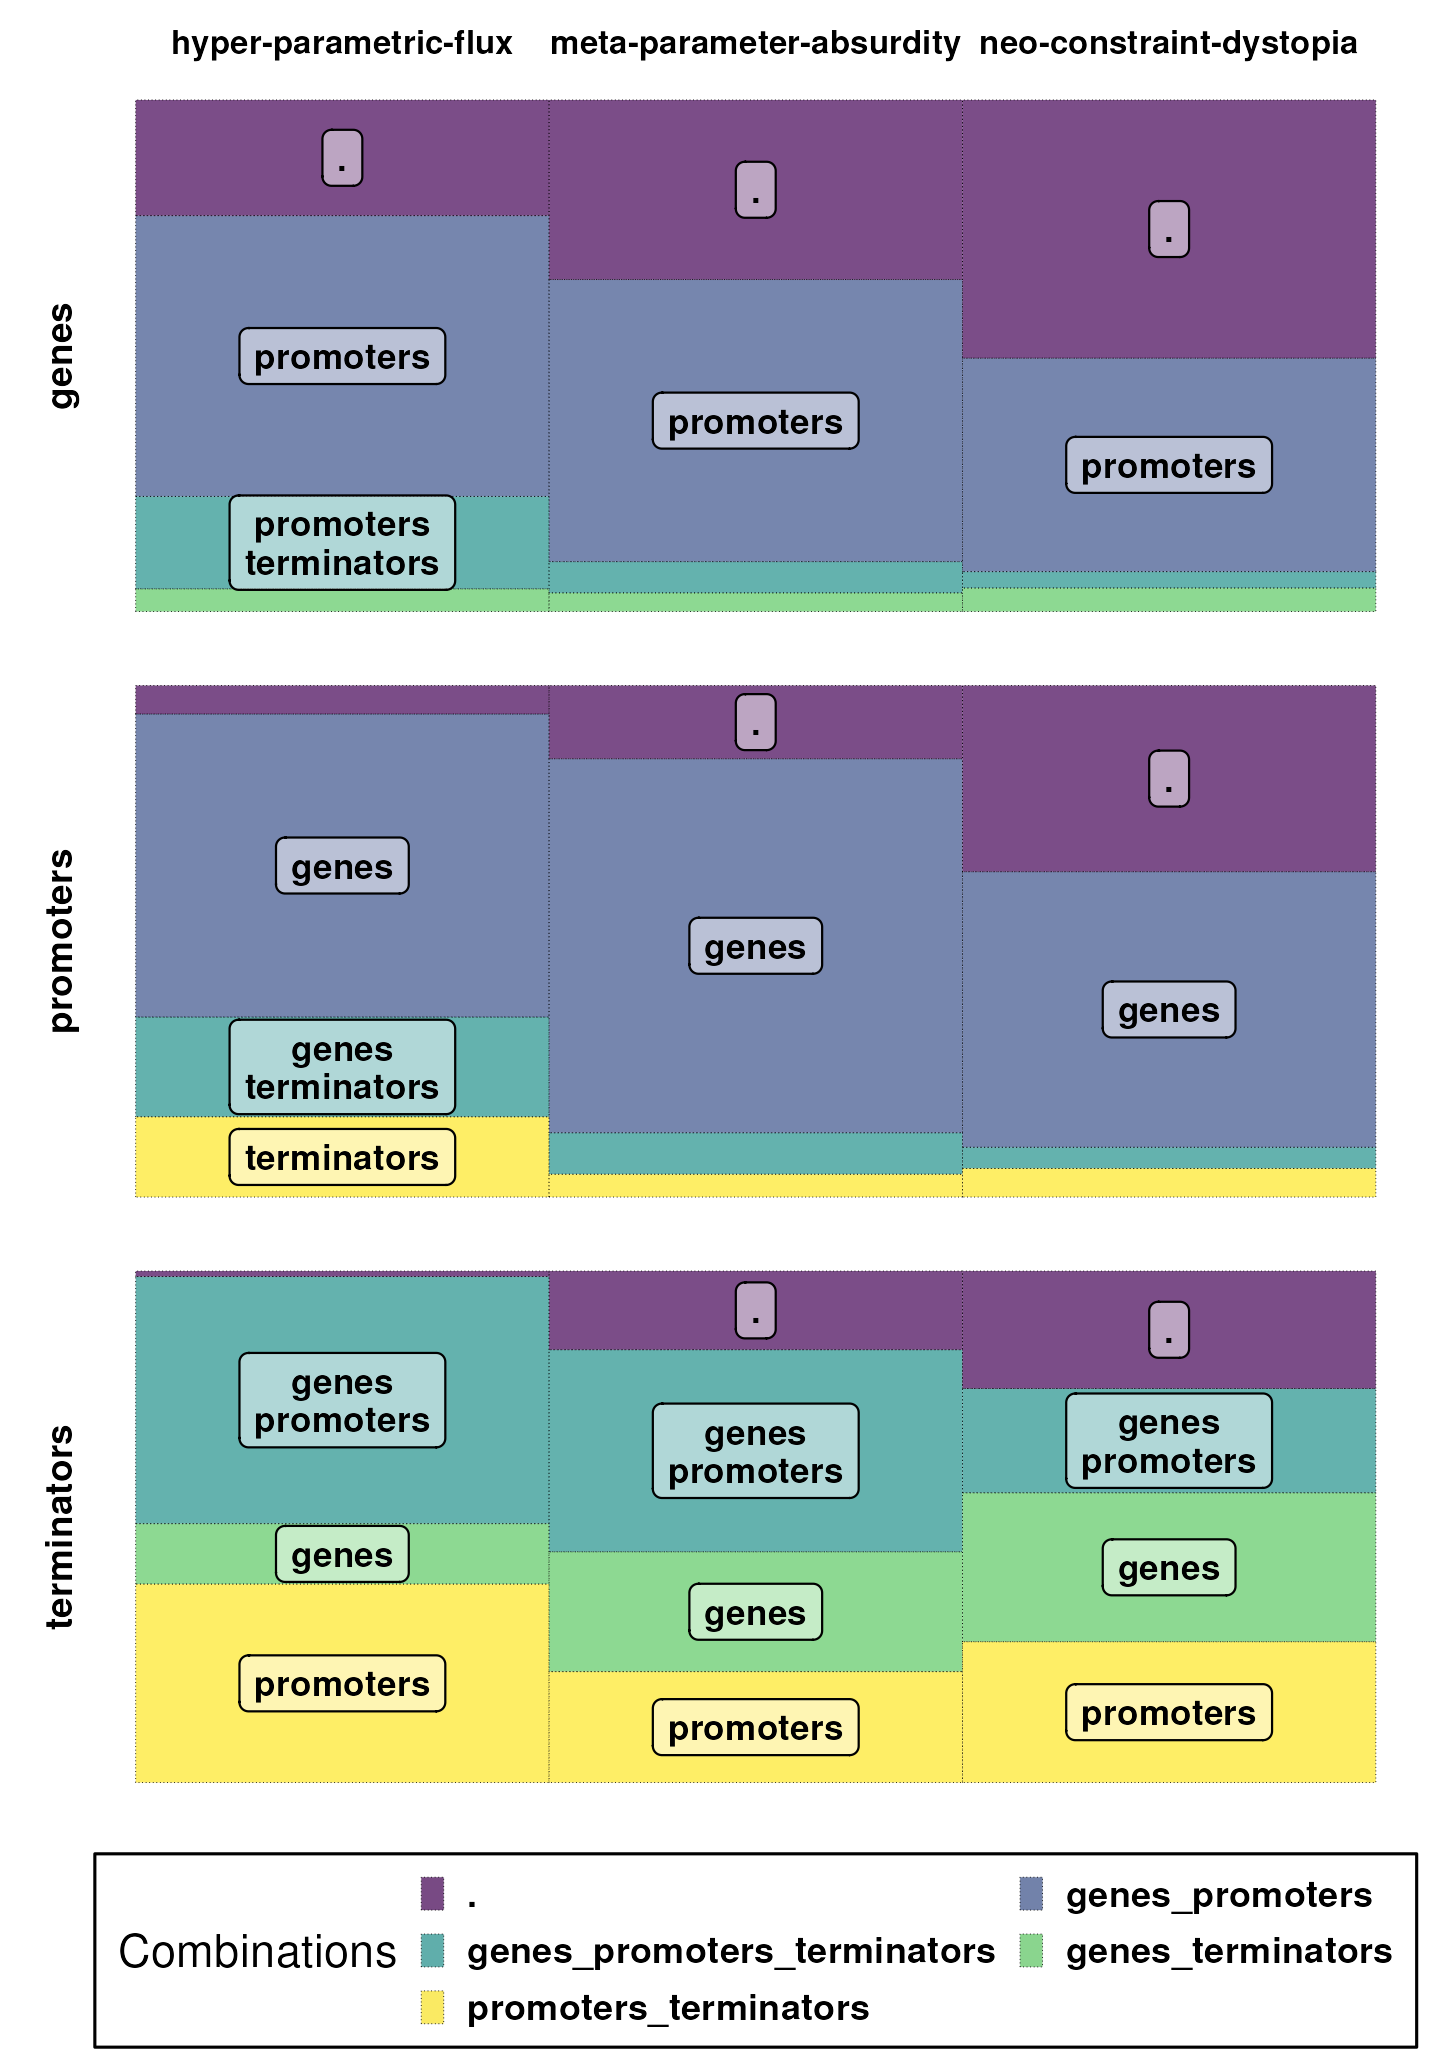 hyper-parametric-flux meta-parameter-absurdity neo-constraint-dystopia
genes
.
.
.
promoters
promoters
promoters
promoters
terminators
promoters
.
.
genes
genes
genes
genes
terminators
terminators
terminators
.
.
genes
promoters
genes
promoters
genes
promoters
genes
genes
genes
promoters
promoters
promoters
Combinations
.
genes_promoters
genes_promoters_terminators
genes_terminators
promoters_terminators